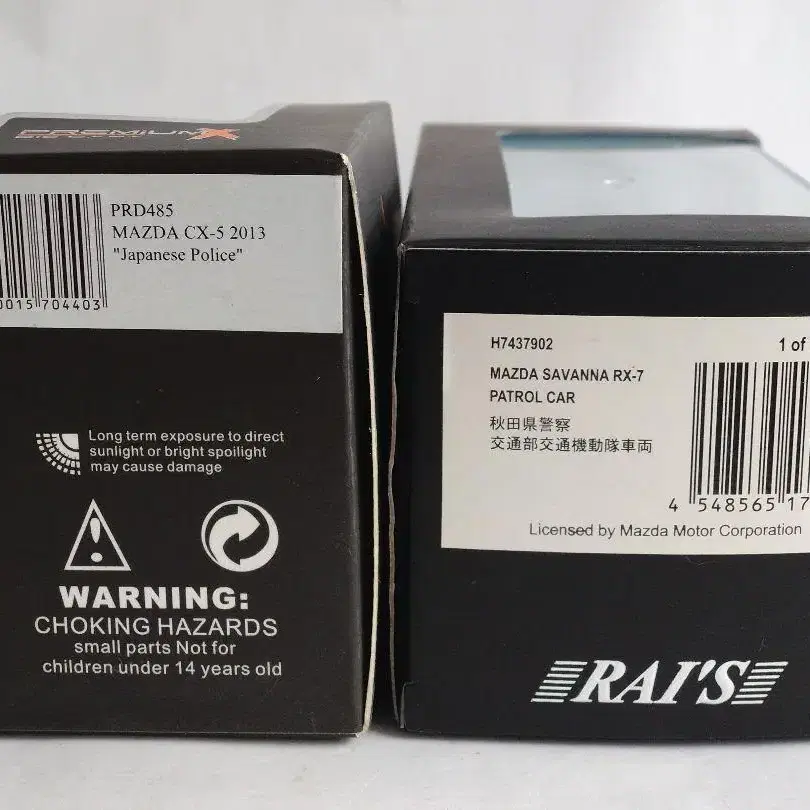 PREMIUM X
PRD485
MAZDA CX-5 2013
"Japanese Police"
0015 704403
Long term exposure to direct
sunlight or bright spoilight
may cause damage
WARNING:
CHOKING HAZARDS
small parts Not for
children under 14 years old
H7437902
1 of
MAZDA SAVANNA RX-7
PATROL CAR
秋田県警察
交通部交通機動隊車両
4 548565 17
Licensed by Mazda Motor Corporation
RAI'S